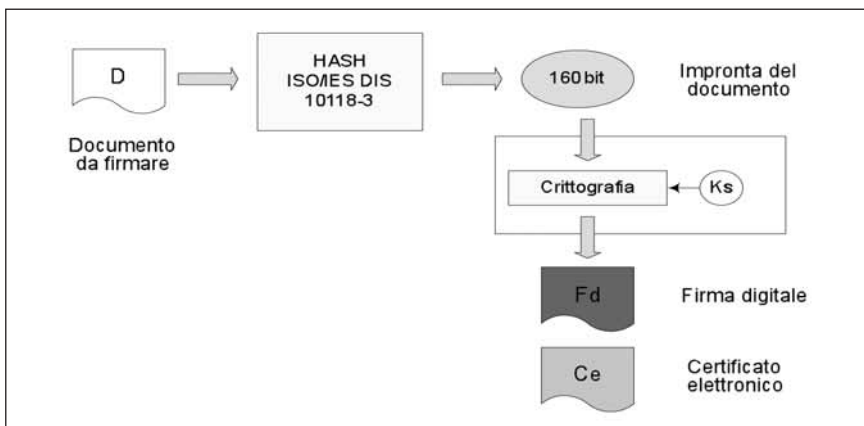 D
Documento
da firmare
HASH
ISO/IES DIS
10118-3
160 bit
Impronta del
documento
Crittografia
Ks
Fd
Firma digitale
Ce
Certificato
elettronico